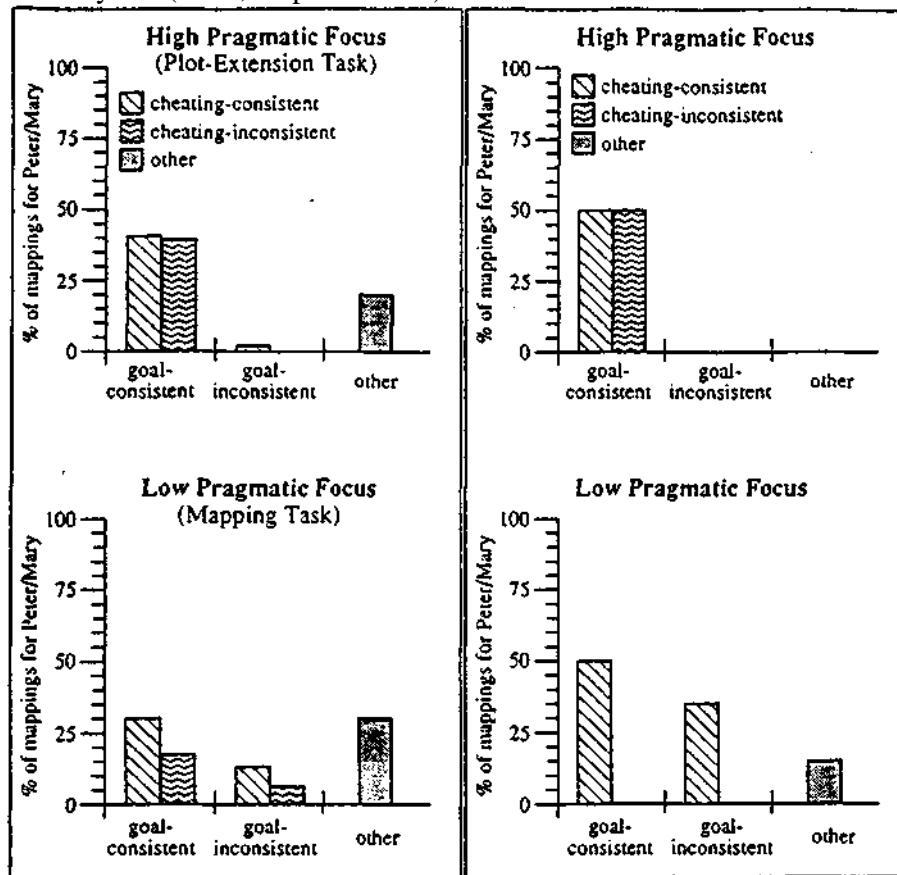 High Pragmatic Focus
(Plot-Extension Task)
% of mappings for Peter/Mary
100
75
50
25
0
cheating-consistent
cheating-inconsistent
other
goal-
consistent
goal-
inconsistent
other
High Pragmatic Focus
% of mappings for Peter/Mary
100
75
50
25
0
cheating-consistent
cheating-inconsistent
other
goal-
consistent
goal-
inconsistent
other
Low Pragmatic Focus
(Mapping Task)
% of mappings for Peter/Mary
100
75
50
25
0
goal-
consistent
goal-
inconsistent
other
Low Pragmatic Focus
% of mappings for Peter/Mary
100
75
50
25
0
goal-
consistent
goal-
inconsistent
other